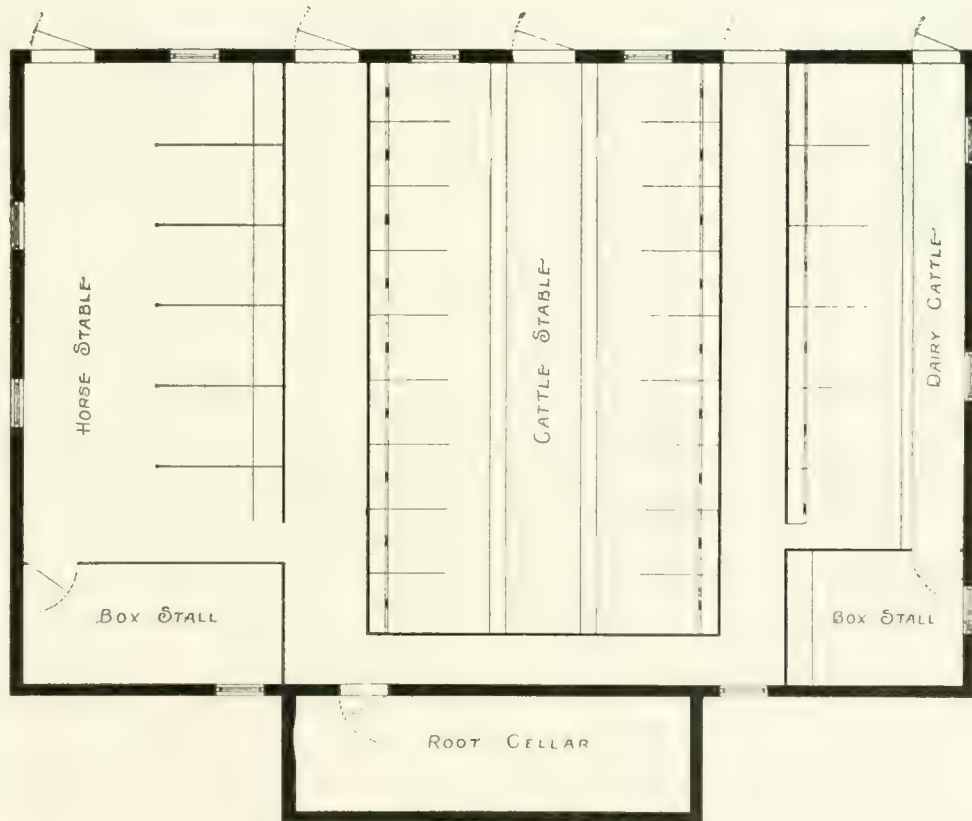 HORSE STABLE
CATTLE STABLE
DAIRY CATTLE
BOX STALL
BOX STALL
ROOT CELLAR